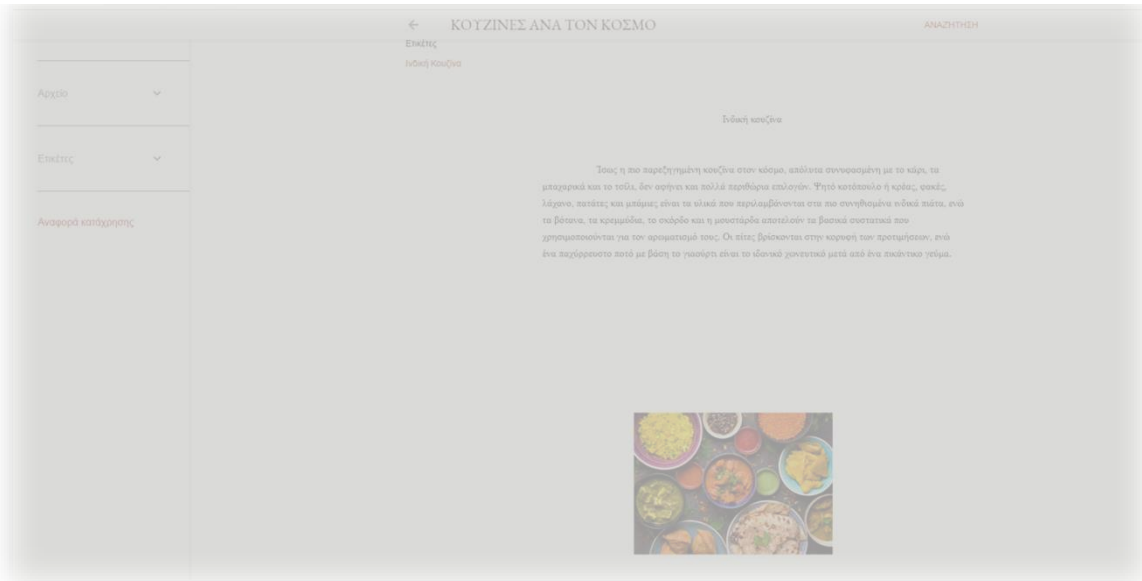 ΚΟΥΖΙΝΕΣ ΑΝΑ ΤΟΝ ΚΟΣΜΟ
ΑΝΑΖΗΤΗΣΗ
Ετικέτες
Ινδική Κουζίνα
Αρχείο
Ετικέτες
Αναφορά κατάχρησης
Ινδική κουζίνα
Ίσως η πιο παρεξηγημένη κουζίνα στον κόσμο, απόλυτα συνυφασμένη με το κάρι, τα
μπαχαρικά και το τσίλι, δεν αφήνει και πολλά περιθώρια επιλογών. Ψητό κοτόπουλο ή κρέας, φακές,
λάχανο, πατάτες και μπάμιες είναι τα υλικά που περιλαμβάνονται στα πιο συνηθισμένα ινδικά πιάτα, ενώ
τα βότανα, τα κρεμμύδια, το σκόρδο και η μουστάρδα αποτελούν τα βασικά συστατικά που
χρησιμοποιούνται για τον αρωματισμό τους. Οι πίτες βρίσκονται στην κορυφή των προτιμήσεων, ενώ
ένα παχύρρευστο ποτό με βάση το γιαούρτι είναι το ιδανικό χωνευτικό μετά από ένα πικάντικο γεύμα.